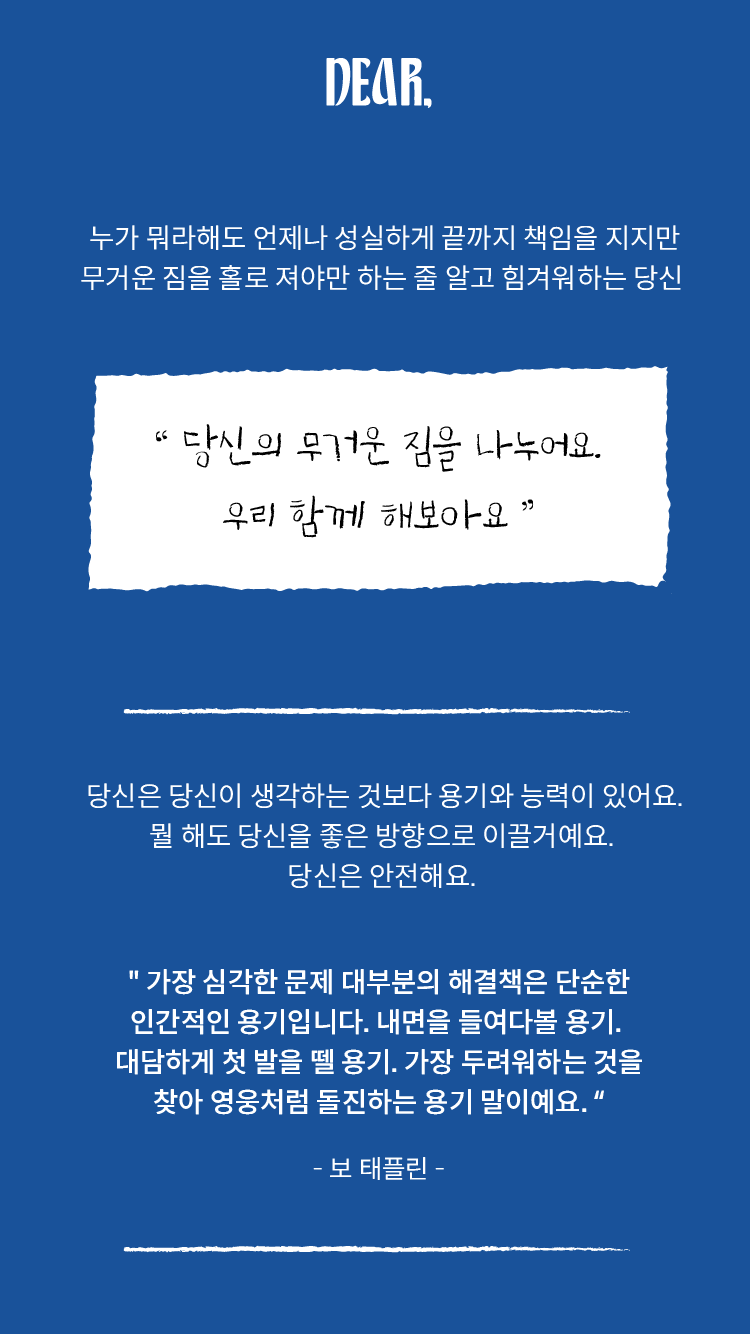 DEAR,
누가 뭐라해도 언제나 성실하게 끝까지 책임을 지지만
무거운 짐을 홀로 져야만 하는 줄 알고 힘겨워하는 당신
“ 당신의 무거운 짐을 나누어요.
우리 함께 해보아요 ”
당신은 당신이 생각하는 것보다 용기와 능력이 있어요.
뭘 해도 당신을 좋은 방향으로 이끌거예요.
당신은 안전해요.
" 가장 심각한 문제 대부분의 해결책은 단순한
인간적인 용기입니다. 내면을 들여다볼 용기.
대담하게 첫 발을 뗄 용기. 가장 두려워하는 것을
찾아 영웅처럼 돌진하는 용기 말이예요. “
- 보 태플린 -